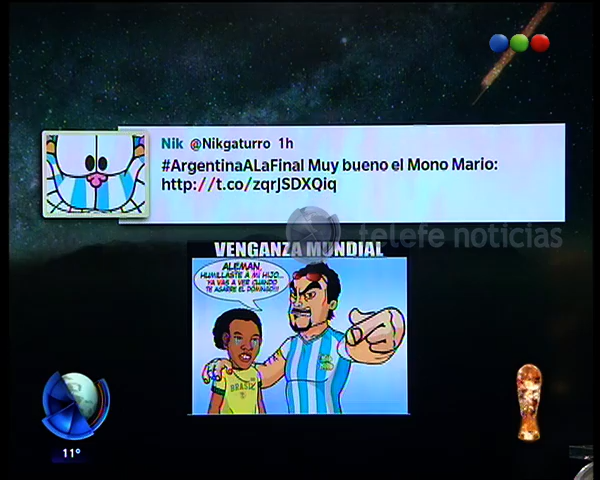 Nik @Nikgaturro 1h
#ArgentinaALaFinal Muy bueno el Mono Mario:
http://t.co/zqrJSDXQiq
telefe noticias
VENGANZA MUNDIAL
ALEMAN,
HUMILLASTE A MI HIJO...
YA VAS A VER CUANDO
TE AGARRE EL DOMINGO!!!
BRASIL
11°